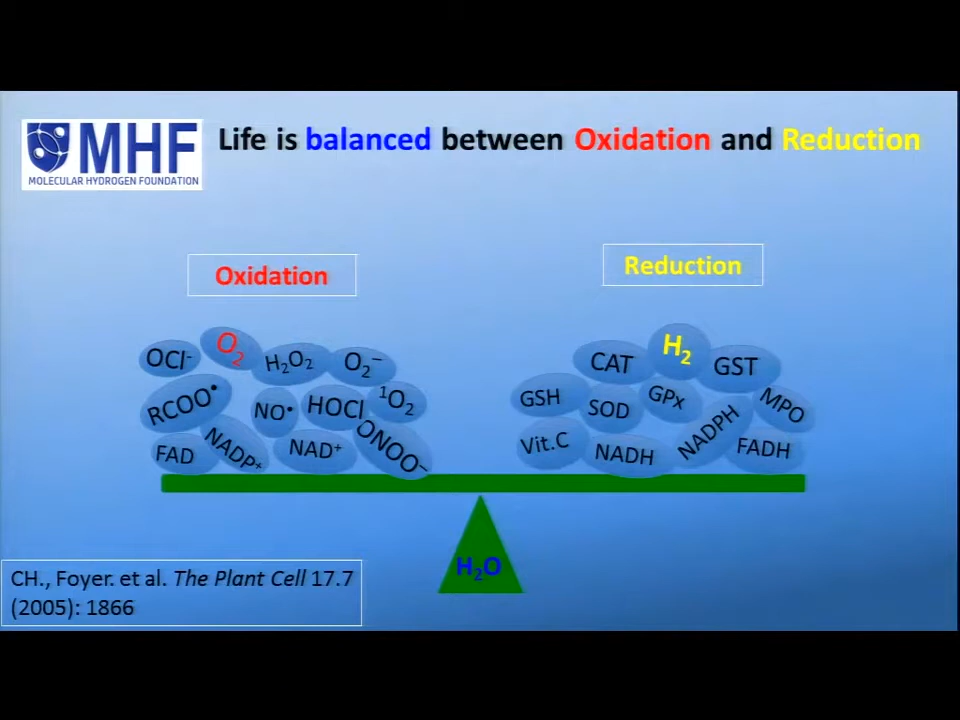 MHF
MOLECULAR HYDROGEN FOUNDATION
Life is balanced between Oxidation and Reduction
Oxidation
OCl⁻
O₂
H₂O₂
O₂⁻
RCOO•
NO•
HOCl
¹O₂
FAD
NADP⁺
NAD⁺
ONOO⁻
Reduction
CAT
H₂
GST
GSH
SOD
GPx
MPO
Vit.C
NADH
NADPH
FADH
H₂O
CH., Foyer. et al. The Plant Cell 17.7
(2005): 1866